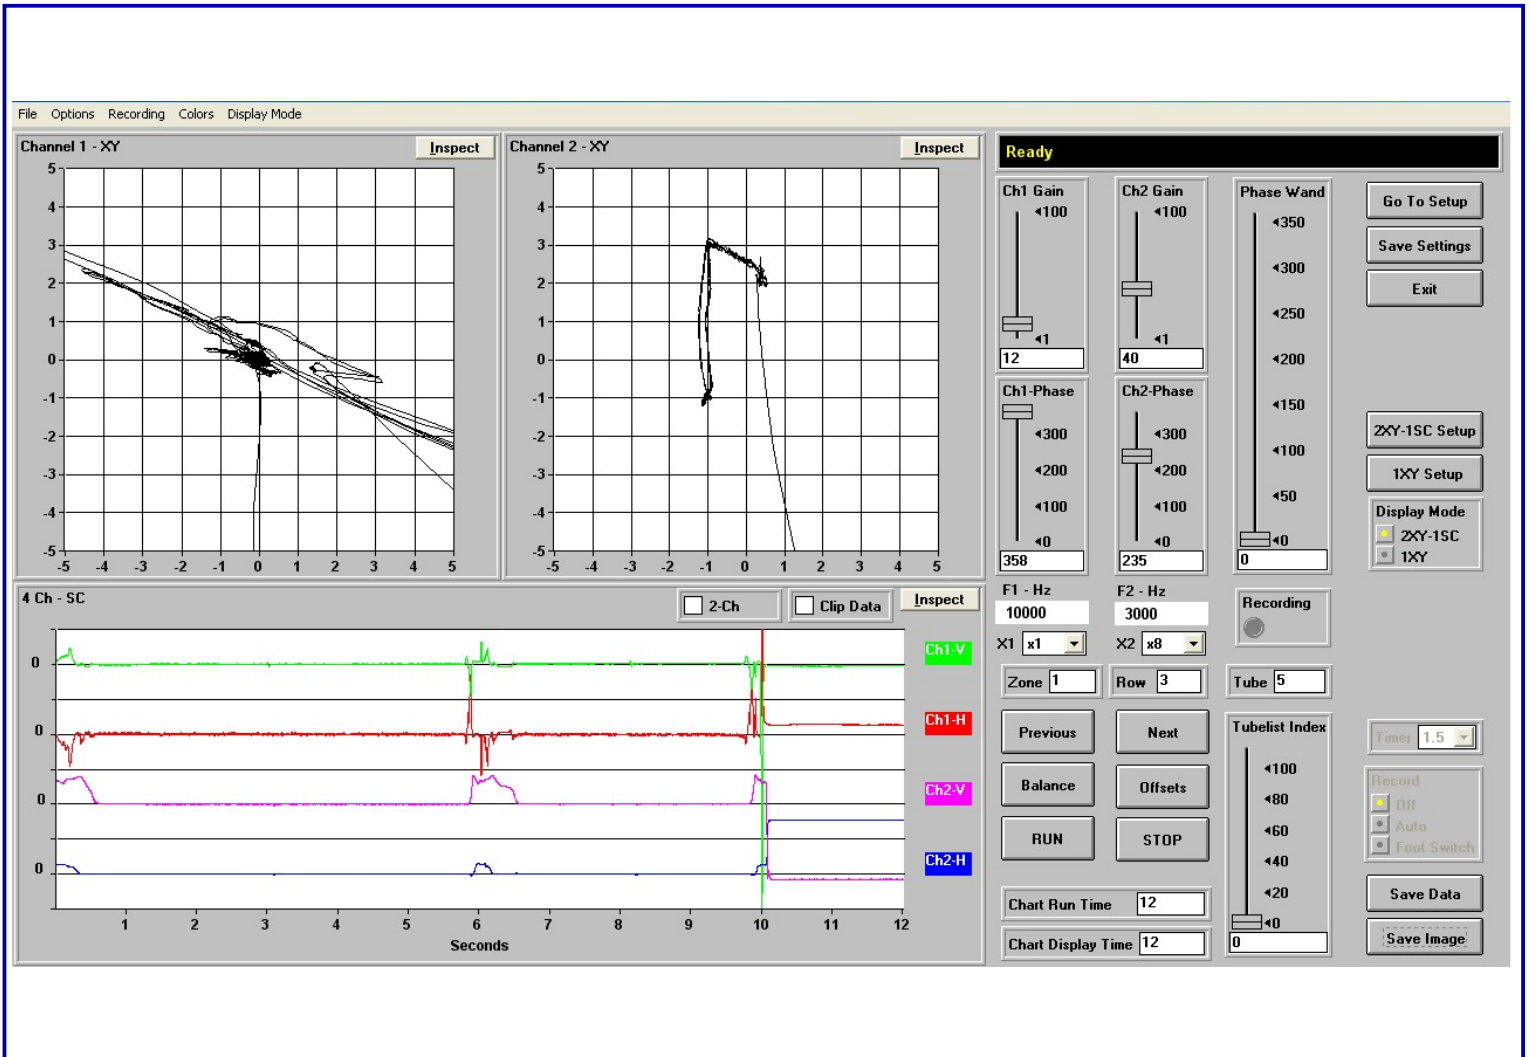 File Options Recording Colors Display Mode
Channel 1 - XY Inspect
5
4
3
2
1
0
-1
-2
-3
-4
-5
-5 -4 -3 -2 -1 0 1 2 3 4 5
Channel 2 - XY Inspect
5
4
3
2
1
0
-1
-2
-3
-4
-5
-5 -4 -3 -2 -1 0 1 2 3 4 5
4 Ch - SC 2-Ch Clip Data Inspect
0 Ch1-V
0 Ch1-H
0 Ch2-V
0 Ch2-H
1 2 3 4 5 6 7 8 9 10 11 12
Seconds
Ready
Ch1 Gain
100
1
12
Ch2 Gain
100
1
40
Ch1-Phase
300
200
100
0
358
Ch2-Phase
300
200
100
0
235
Phase Wand
350
300
250
200
150
100
50
0
0
Go To Setup
Save Settings
Exit
2XY-1SC Setup
1XY Setup
Display Mode
2XY-1SC
1XY
F1 - Hz
10000
F2 - Hz
3000
Recording
X1 x1
X2 x8
Zone 1
Row 3
Tube 5
Previous Next
Balance Offsets
RUN STOP
Chart Run Time 12
Chart Display Time 12
Tubelist Index
100
80
60
40
20
0
0
Timer 1.5
Record
Off
Auto
Foot Switch
Save Data
Save Image